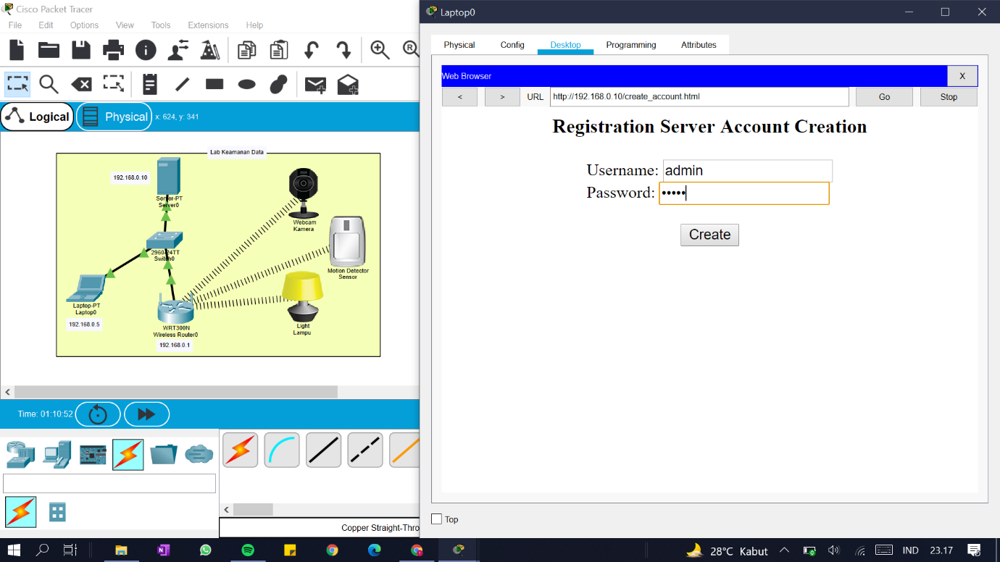 Cisco Packet Tracer
File Edit Options View Tools Extensions Help
Logical
Physical
x: 624, y: 341
Lab Keamanan Data
192.168.0.10
Server-PT
Server0
Webcam
Kamera
2960-24TT
Switch0
Motion Detector
Sensor
Laptop-PT
Laptop0
192.168.0.5
WRT300N
Wireless Router0
192.168.0.1
Light
Lampu
Time: 01:10:52
Copper Straight-Thro
Laptop0
Physical Config Desktop Programming Attributes
Web Browser
X
< > URL http://192.168.0.10/create_account.html Go Stop
Registration Server Account Creation
Username: admin
Password: •••••
Create
Top
28°C Kabut
IND
23.17